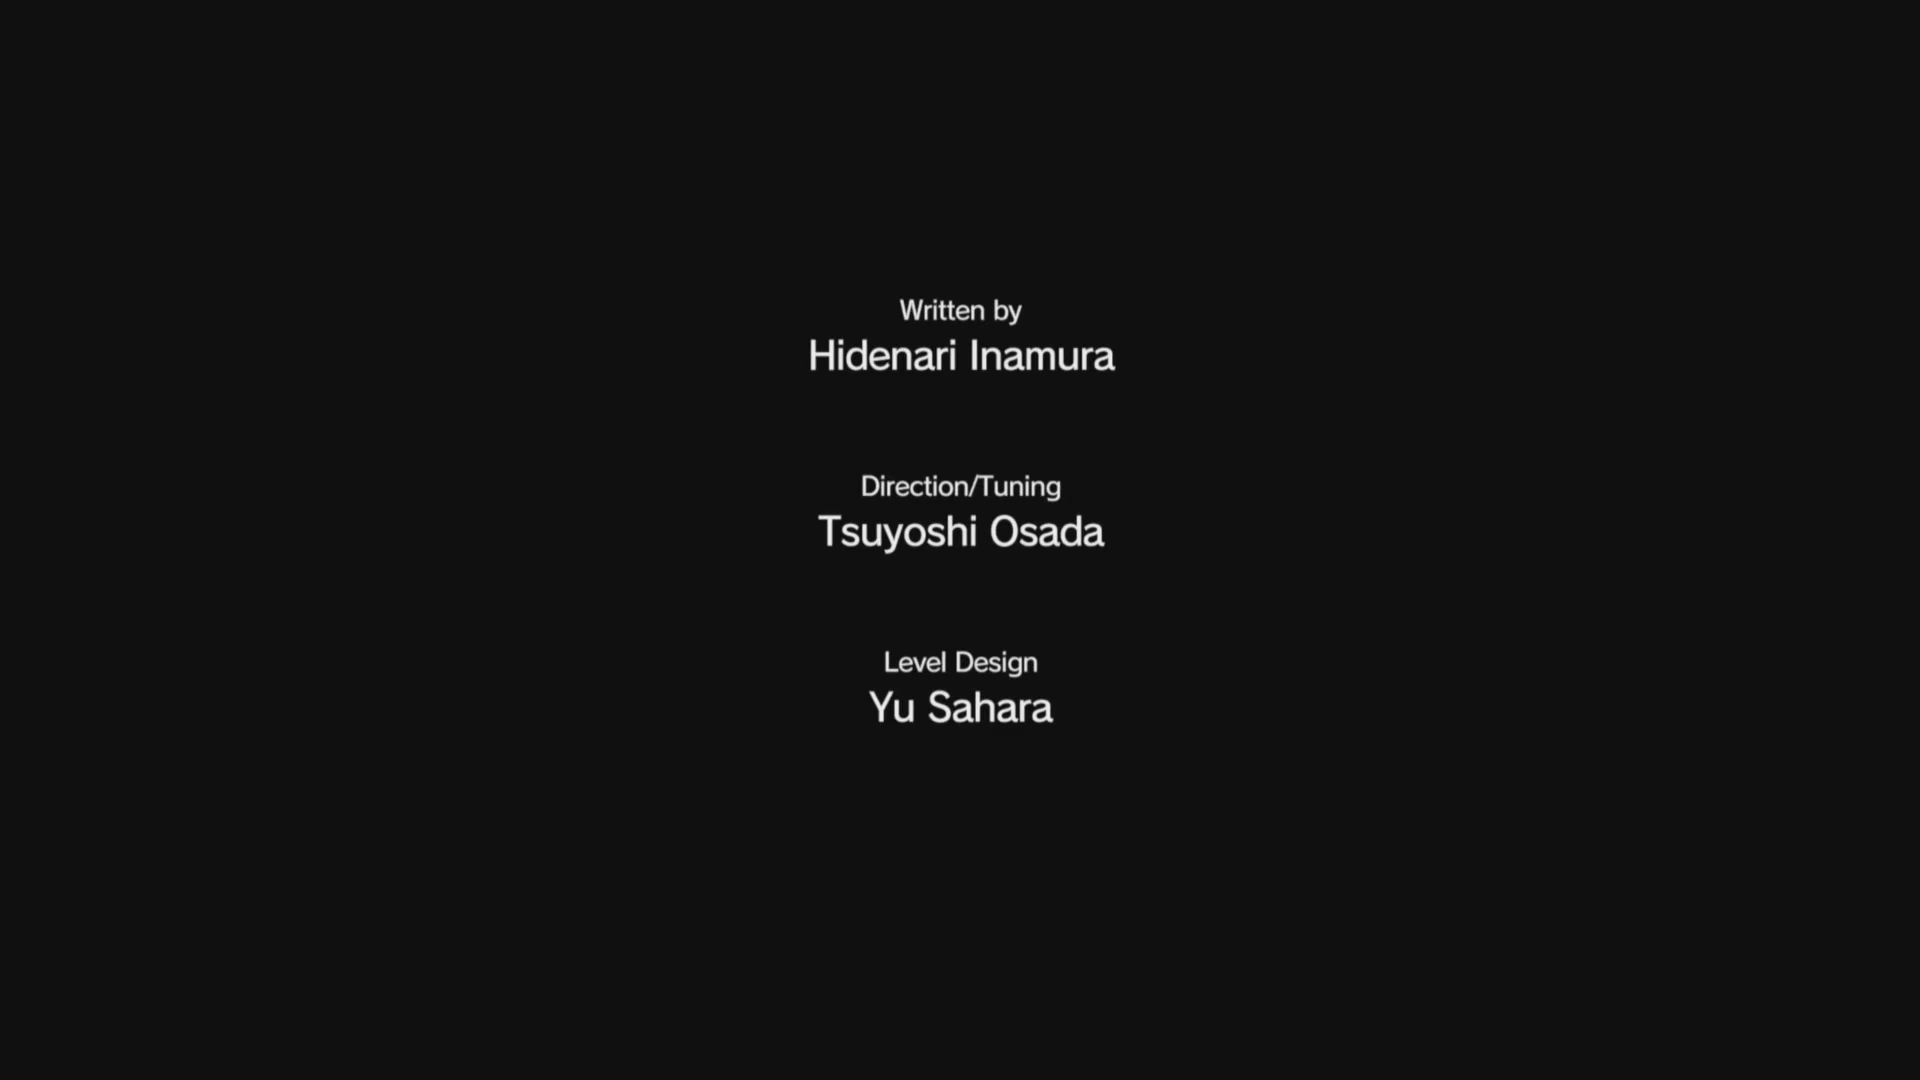 Written by
Hidenari Inamura
Direction/Tuning
Tsuyoshi Osada
Level Design
Yu Sahara